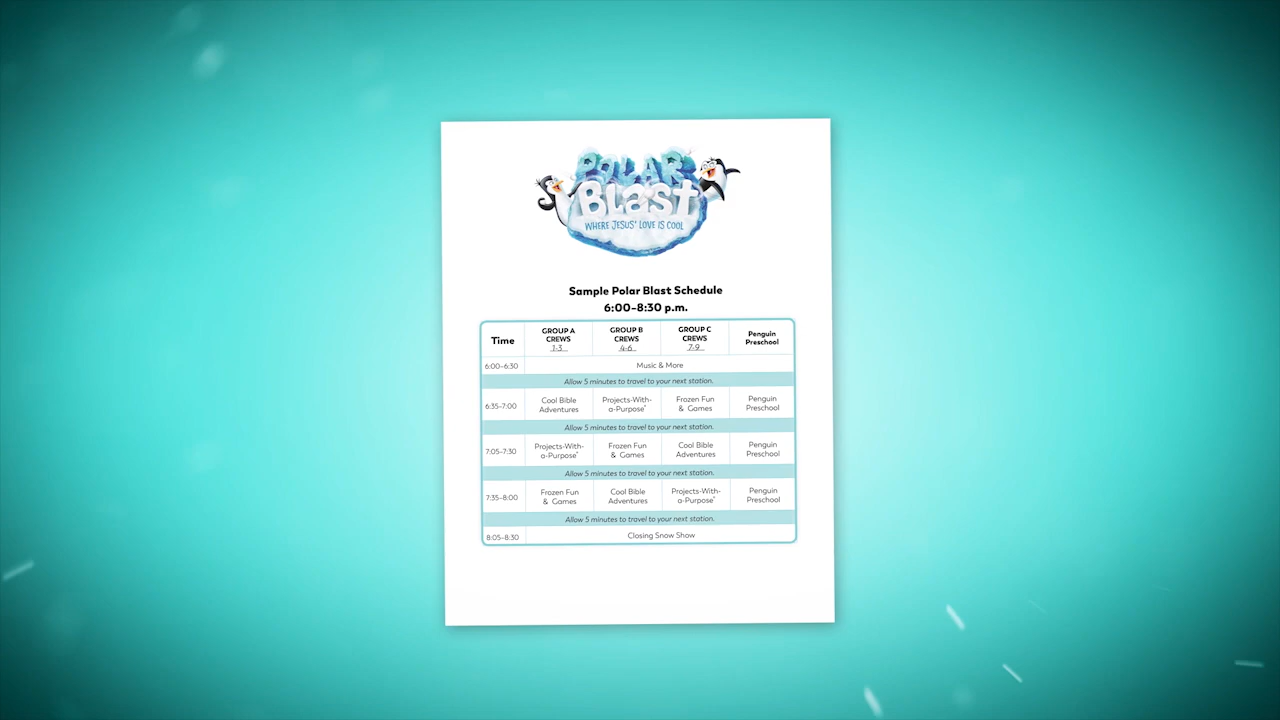 POLAR
BLast
WHERE JESUS' LOVE IS COOL
Sample Polar Blast Schedule
6:00–8:30 p.m.
Time
GROUP A
CREWS
1-3
GROUP B
CREWS
4-6
GROUP C
CREWS
7-9
Penguin
Preschool
6:00–6:30
Music & More
Allow 5 minutes to travel to your next station.
6:35–7:00
Cool Bible
Adventures
Projects-With-
a-Purpose*
Frozen Fun
& Games
Penguin
Preschool
Allow 5 minutes to travel to your next station.
7:05–7:30
Projects-With-
a-Purpose*
Frozen Fun
& Games
Cool Bible
Adventures
Penguin
Preschool
Allow 5 minutes to travel to your next station.
7:35–8:00
Frozen Fun
& Games
Cool Bible
Adventures
Projects-With-
a-Purpose*
Penguin
Preschool
Allow 5 minutes to travel to your next station.
8:05–8:30
Closing Snow Show